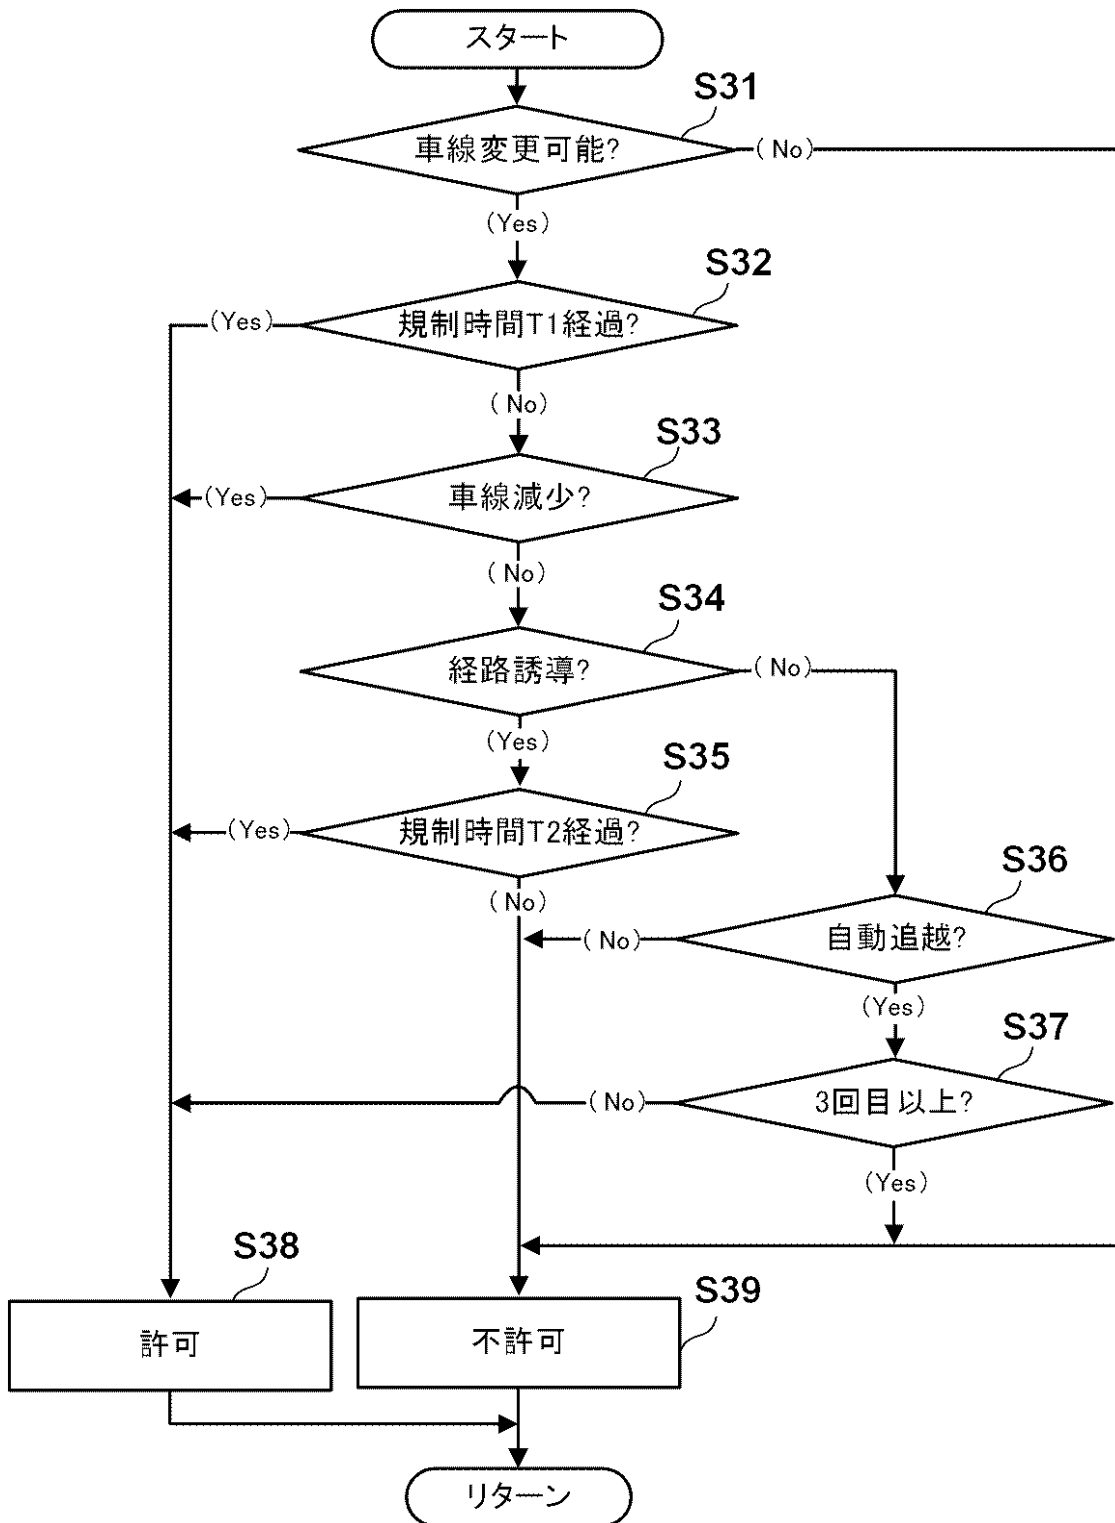 スタート
S31
車線変更可能?
(No)
(Yes)
S32
規制時間T1経過?
(Yes)
(No)
S33
車線減少?
(Yes)
(No)
S34
経路誘導?
(No)
(Yes)
S35
規制時間T2経過?
(Yes)
(No)
S36
自動追越?
(No)
(Yes)
S37
3回目以上?
(No)
(Yes)
S38
許可
S39
不許可
リターン